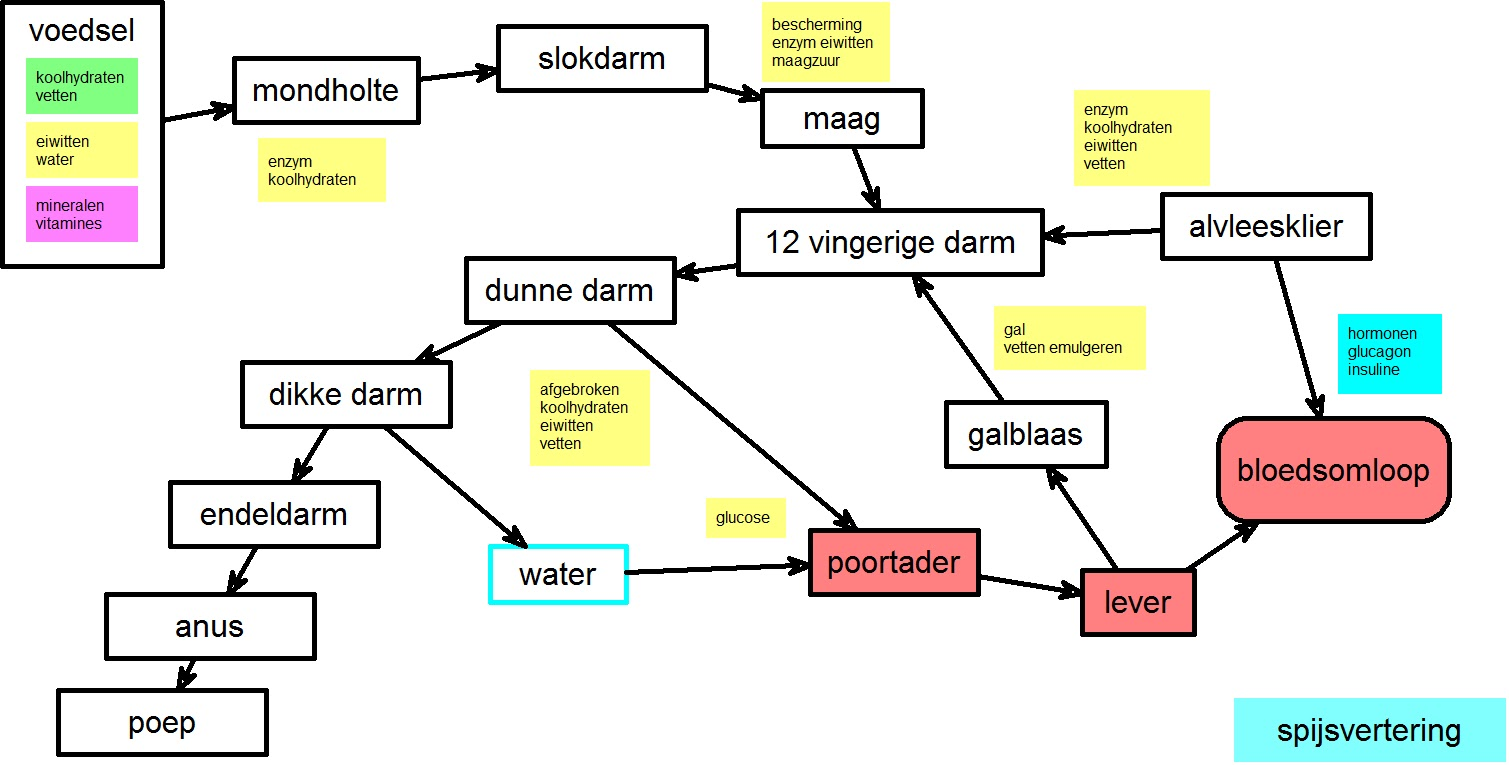 voedsel
koolhydraten
vetten
eiwitten
water
mineralen
vitamines
mondholte
enzym
koolhydraten
slokdarm
bescherming
enzym eiwitten
maagzuur
maag
enzym
koolhydraten
eiwitten
vetten
alvleesklier
12 vingerige darm
dunne darm
gal
vetten emulgeren
hormonen
glucagon
insuline
dikke darm
afgebroken
koolhydraten
eiwitten
vetten
galblaas
bloedsomloop
endeldarm
glucose
water
poortader
lever
anus
poep
spijsvertering